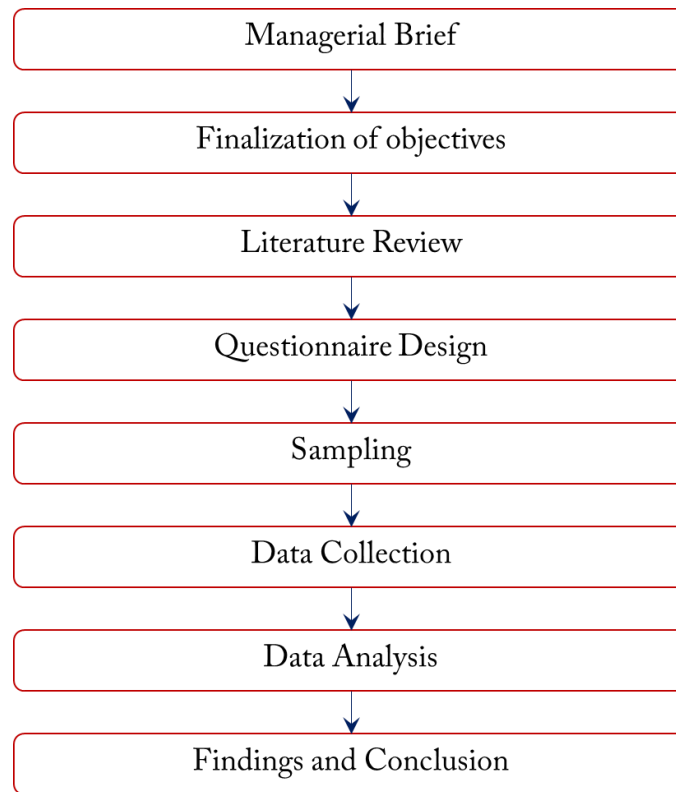 Managerial Brief
Finalization of objectives
Literature Review
Questionnaire Design
Sampling
Data Collection
Data Analysis
Findings and Conclusion